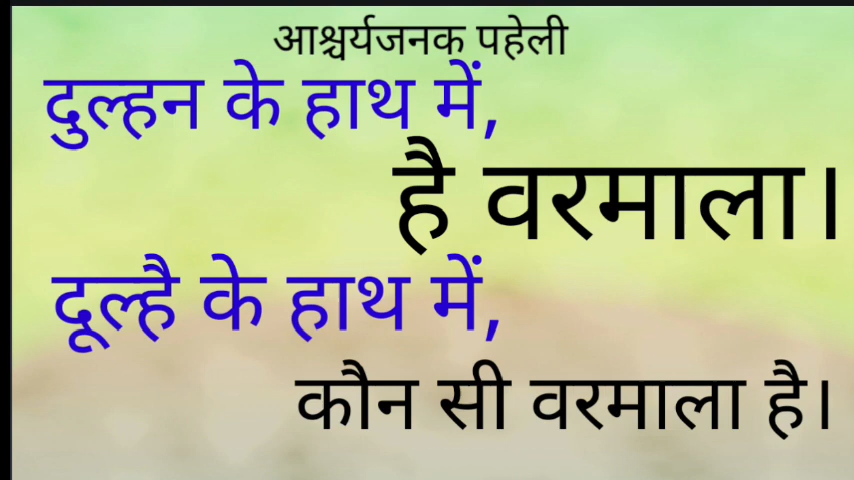 आश्चर्यजनक पहेली
दुल्हन के हाथ में,
है वरमाला।
दूल्है के हाथ में,
कौन सी वरमाला है।